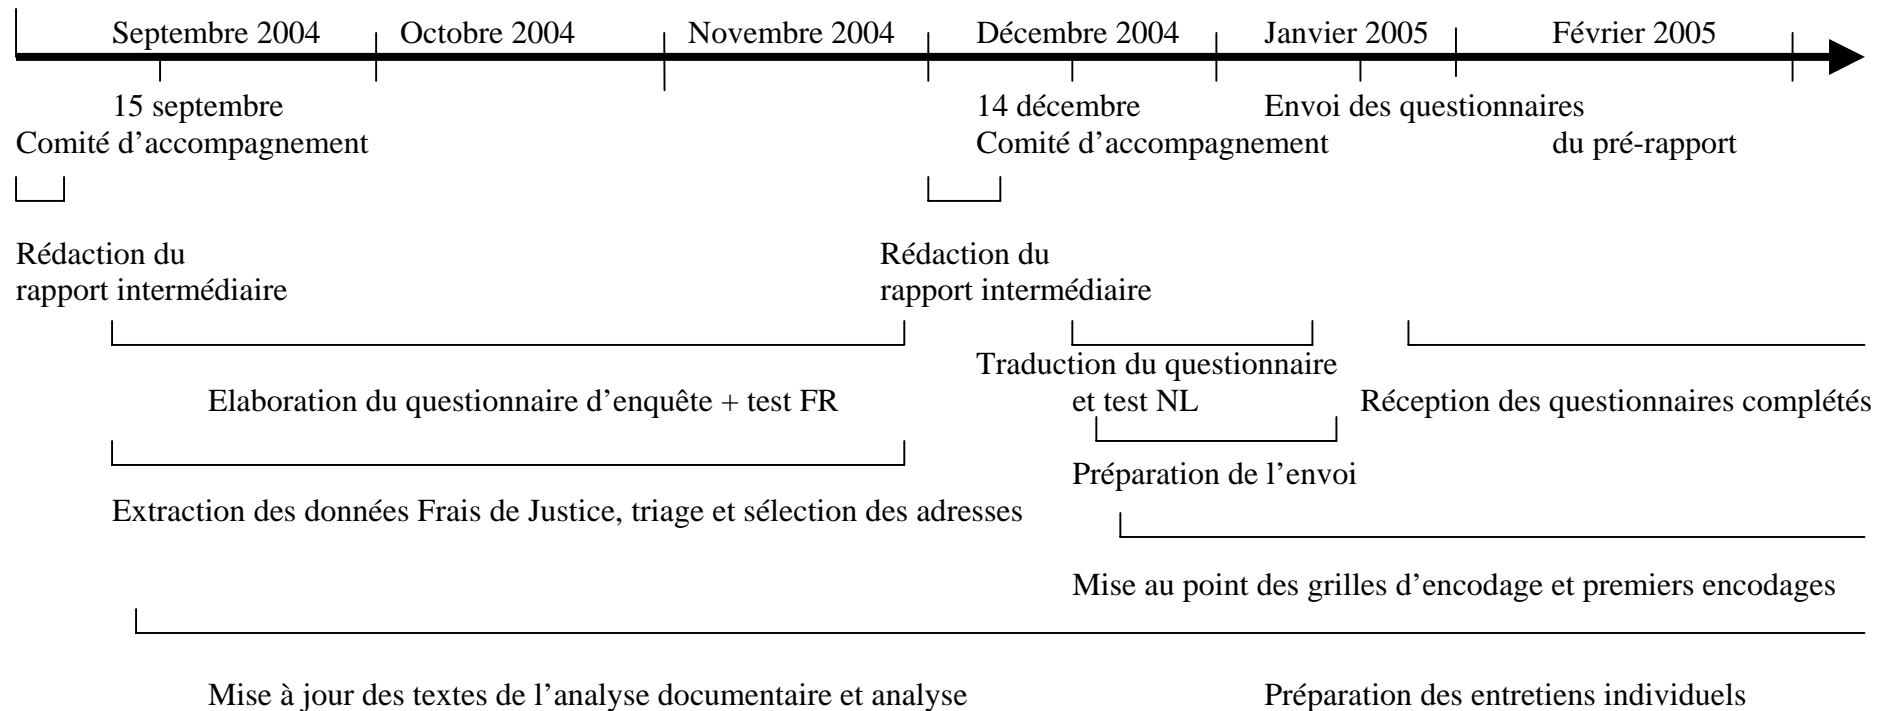 Septembre 2004 Octobre 2004 Novembre 2004 Décembre 2004 Janvier 2005 Février 2005
15 septembre 14 décembre Envoi des questionnaires
Comité d’accompagnement Comité d’accompagnement du pré-rapport
Rédaction du Rédaction du
rapport intermédiaire rapport intermédiaire
Traduction du questionnaire
Elaboration du questionnaire d’enquête + test FR et test NL Réception des questionnaires complétés
Préparation de l’envoi
Extraction des données Frais de Justice, triage et sélection des adresses
Mise au point des grilles d’encodage et premiers encodages
Mise à jour des textes de l’analyse documentaire et analyse Préparation des entretiens individuels